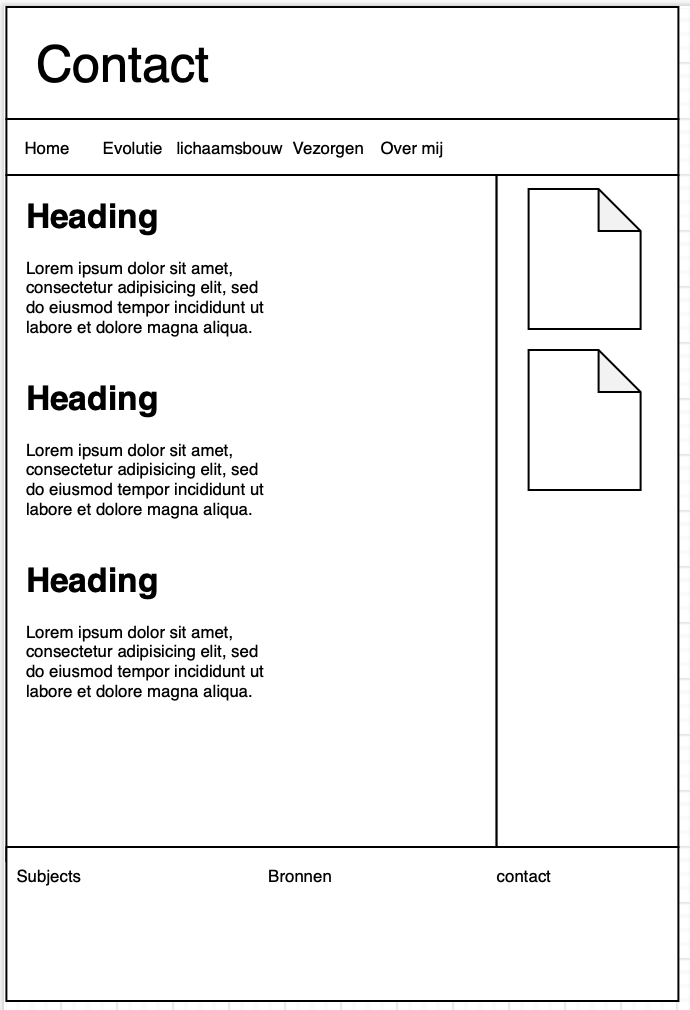 Contact
Home Evolutie lichaamsbouw Vezorgen Over mij
Heading
Lorem ipsum dolor sit amet,
consectetur adipisicing elit, sed
do eiusmod tempor incididunt ut
labore et dolore magna aliqua.
Heading
Lorem ipsum dolor sit amet,
consectetur adipisicing elit, sed
do eiusmod tempor incididunt ut
labore et dolore magna aliqua.
Heading
Lorem ipsum dolor sit amet,
consectetur adipisicing elit, sed
do eiusmod tempor incididunt ut
labore et dolore magna aliqua.
Subjects Bronnen contact